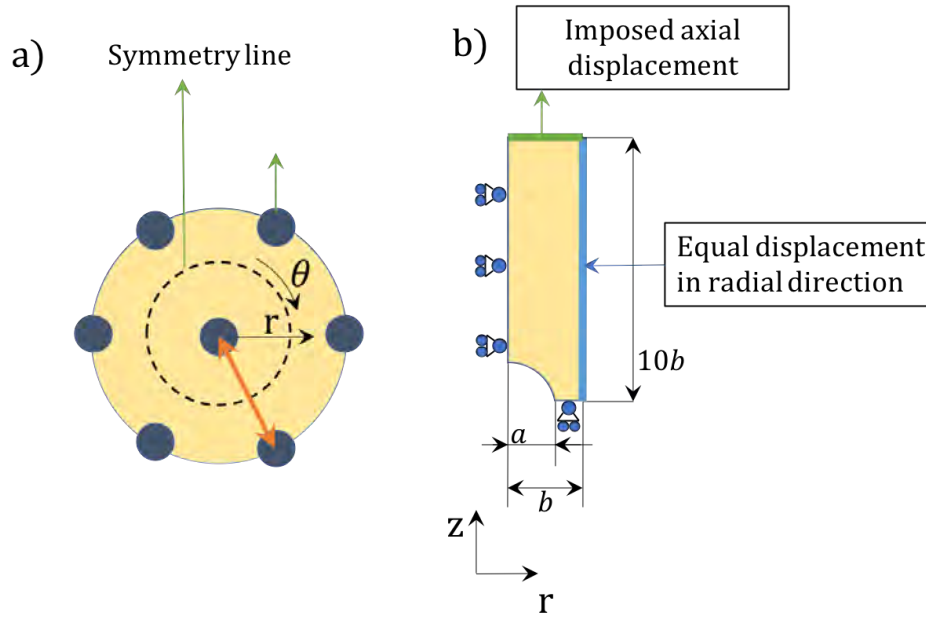 a)
Symmetry line
θ
r
b)
Imposed axial
displacement
Equal displacement
in radial direction
10b
a
b
z
r